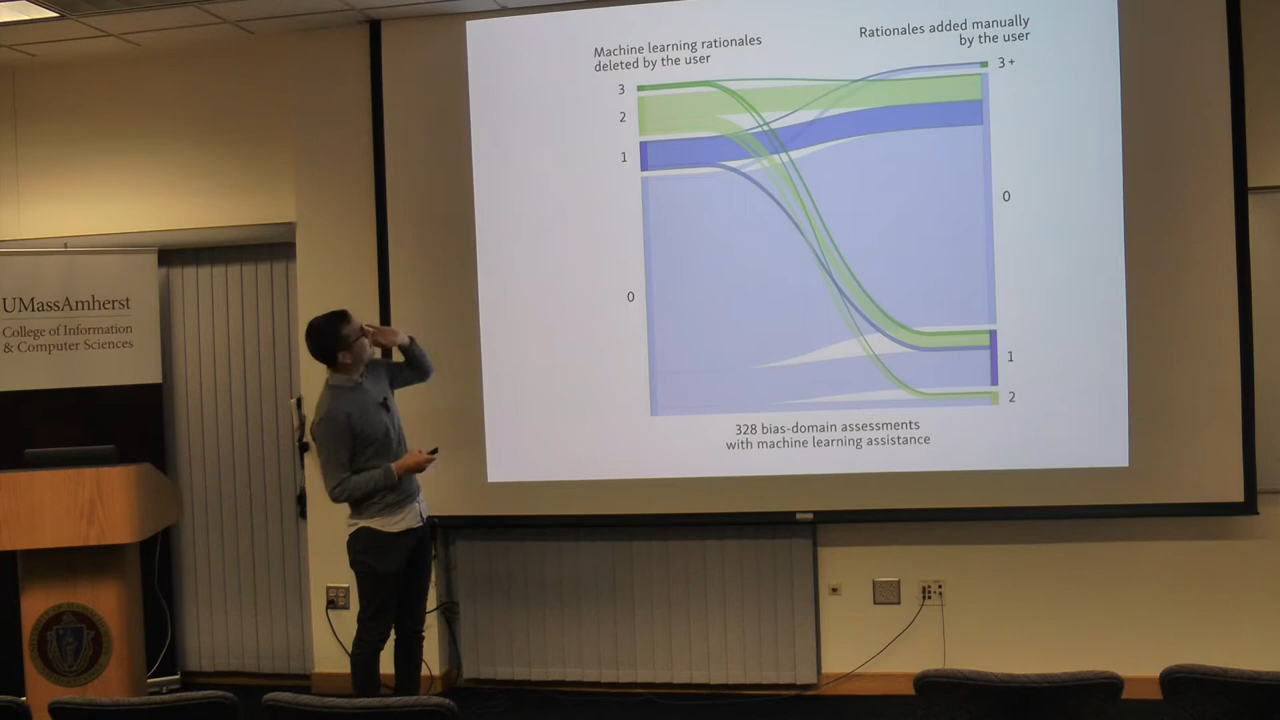 UMassAmherst
College of Information
& Computer Sciences
Machine learning rationales
deleted by the user
3
2
1
0
Rationales added manually
by the user
3+
0
1
2
328 bias-domain assessments
with machine learning assistance